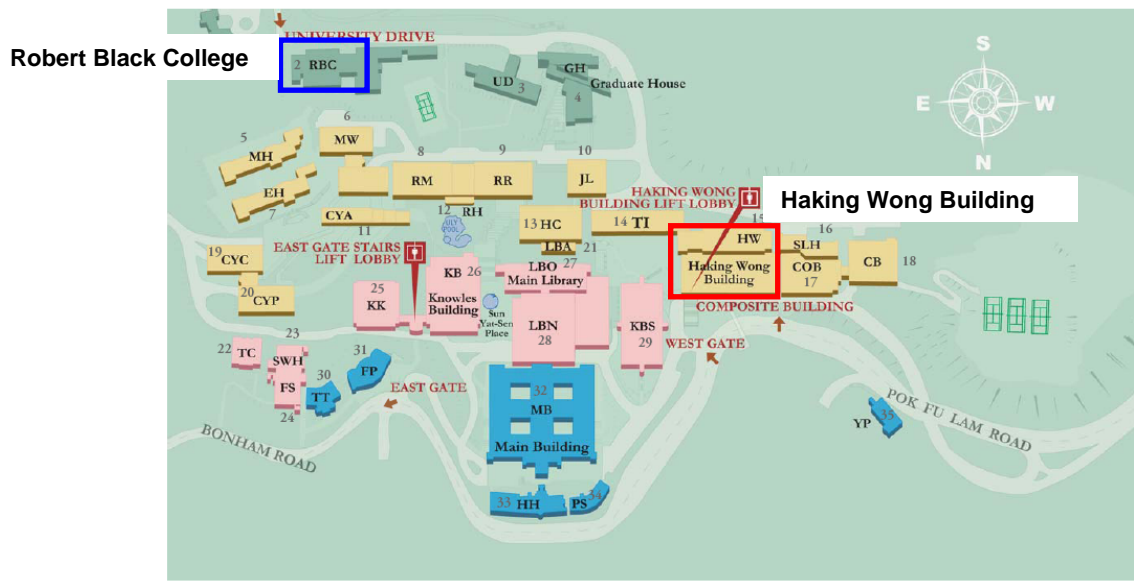 S
E
W
N
Robert Black College
UNIVERSITY DRIVE
2
RBC
UD
3
GH
Graduate House
4
5
MH
6
MW
EH
7
8
RM
9
RR
10
JL
HAKING WONG
BUILDING LIFT LOBBY
Haking Wong Building
CYA
11
12
RH
LILY
POOL
13
HC
14
TI
15
HW
16
SLH
EAST GATE STAIRS
LIFT LOBBY
LBA
21
Haking Wong
Building
COB
17
CB
18
19
CYC
20
CYP
KB
26
Knowles
Building
27
LBO
Main Library
25
KK
Sun
Yat-Sen
Place
LBN
28
KBS
29
COMPOSITE BUILDING
WEST GATE
22
TC
23
SWH
FS
24
30
TT
31
FP
EAST GATE
32
MB
Main Building
BONHAM ROAD
POK FU LAM ROAD
YP
35
33
HH
PS
34